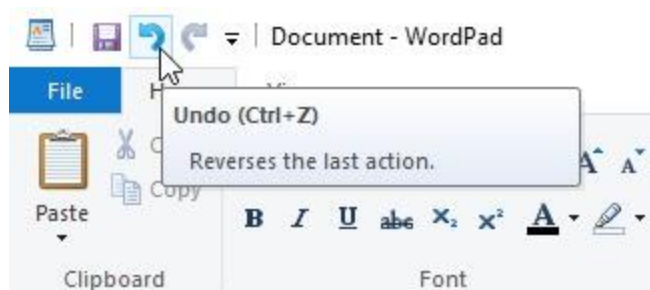 Document - WordPad
File
Undo (Ctrl+Z)
Reverses the last action.
Copy
Paste
B I U abc X₂ X² A
Clipboard Font